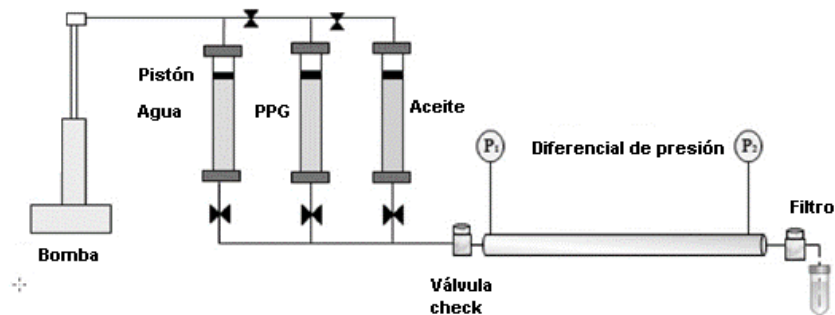 Pistón
Agua
PPG
Aceite
P1
Diferencial de presión
P2
Filtro
Bomba
Válvula
check